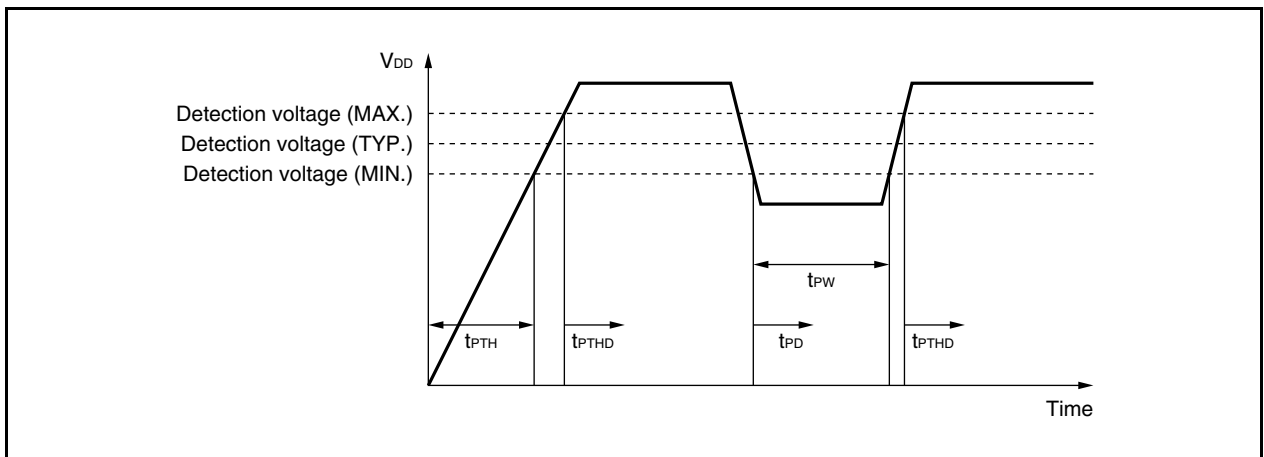 VDD
Detection voltage (MAX.)
Detection voltage (TYP.)
Detection voltage (MIN.)
tPW
tPTH
tPTHD
tPD
tPTHD
Time